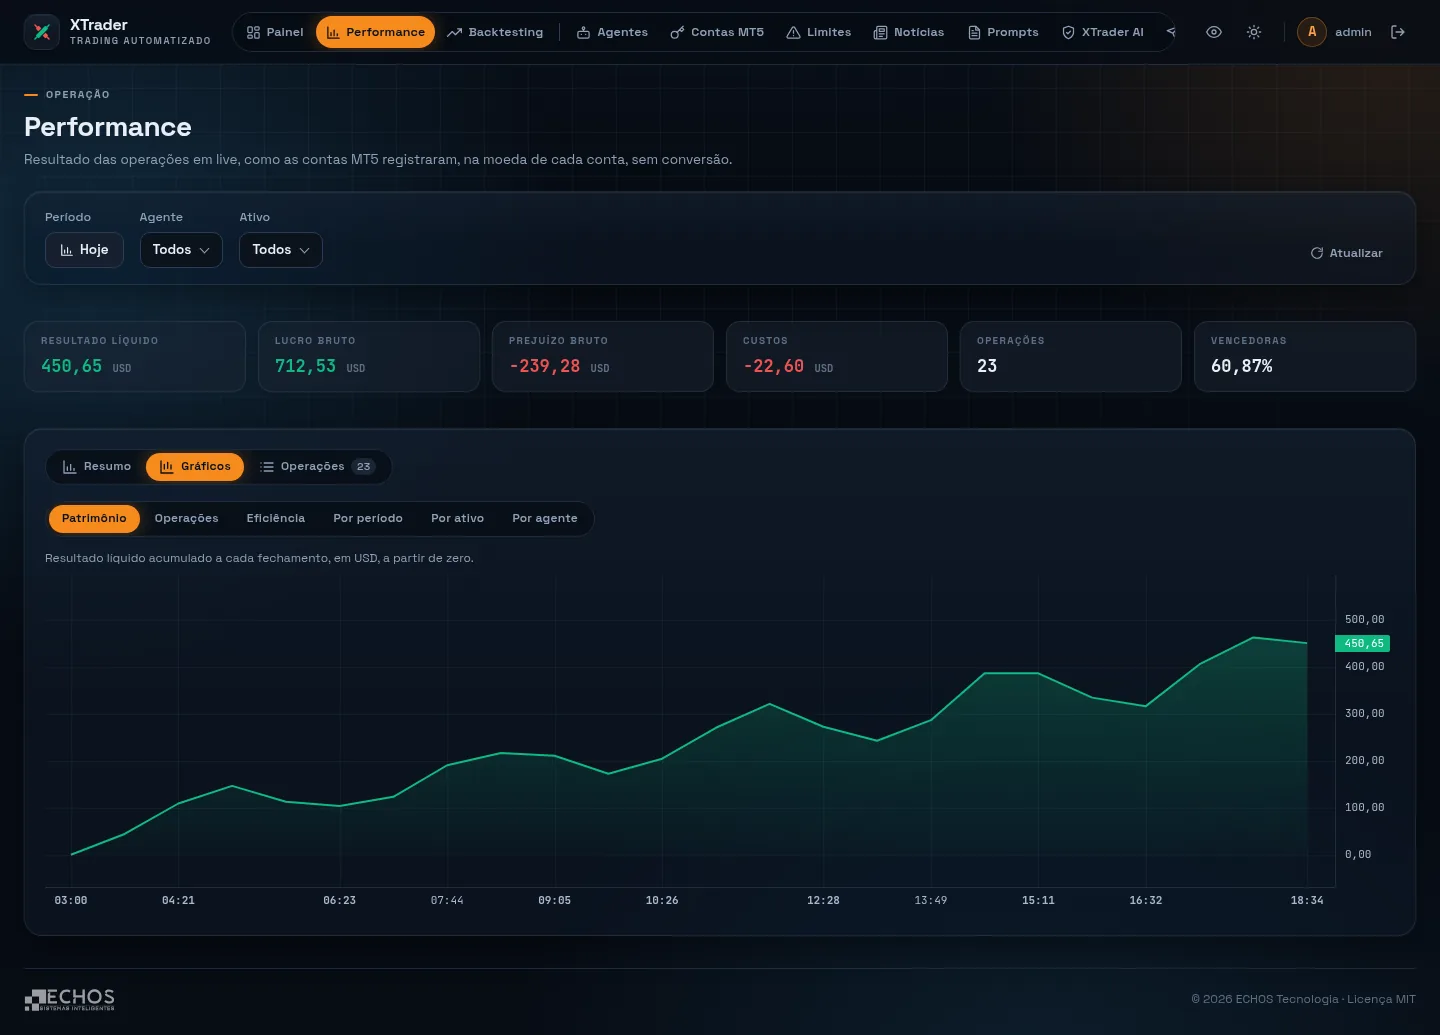 XTrader
TRADING AUTOMATIZADO
Painel
Performance
Backtesting
Agentes
Contas MT5
Limites
Notícias
Prompts
XTrader AI
A
admin
OPERAÇÃO
Performance
Resultado das operações em live, como as contas MT5 registraram, na moeda de cada conta, sem conversão.
Período
Agente
Ativo
Hoje
Todos
Todos
Atualizar
RESULTADO LÍQUIDO
450,65 USD
LUCRO BRUTO
712,53 USD
PREJUÍZO BRUTO
-239,28 USD
CUSTOS
-22,60 USD
OPERAÇÕES
23
VENCEDORAS
60,87%
Resumo
Gráficos
Operações 23
Patrimônio
Operações
Eficiência
Por período
Por ativo
Por agente
Resultado líquido acumulado a cada fechamento, em USD, a partir de zero.
500,00
450,65
400,00
300,00
200,00
100,00
0,00
03:00 04:21 06:23 07:44 09:05 10:26 12:28 13:49 15:11 16:32 18:34
ECHOS
SISTEMAS INTELIGENTES
© 2026 ECHOS Tecnologia · Licença MIT